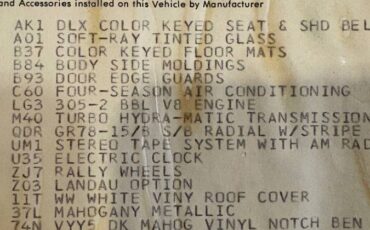 and Accessories installed on this Vehicle by Manufacturer
AK1 DLX COLOR KEYED SEAT & SHD BEL
A01 SOFT-RAY TINTED GLASS
B37 COLOR KEYED FLOOR MATS
B84 BODY SIDE MOLDINGS
B93 DOOR EDGE GUARDS
C60 FOUR-SEASON AIR CONDITIONING
LG3 305-2 BBL V8 ENGINE
M40 TURBO HYDRA-MATIC TRANSMISSION
QDR GR78-15/B S/B RADIAL W/STRIPE
UM1 STEREO TAPE SYSTEM WITH AM RAD
U35 ELECTRIC CLOCK
ZJ7 RALLY WHEELS
Z03 LANDAU OPTION
11T WW WHITE VINY ROOF COVER
37L MAHOGANY METALLIC
74N VYY5 DK MAHOG VINYL NOTCH BEN